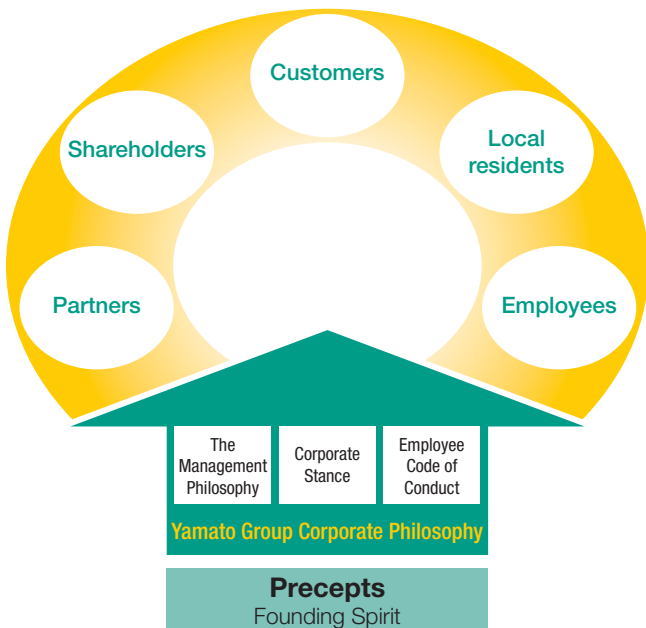 Customers
Shareholders
Local
residents
Partners
Employees
The
Management
Philosophy
Corporate
Stance
Employee
Code of
Conduct
Yamato Group Corporate Philosophy
Precepts
Founding Spirit